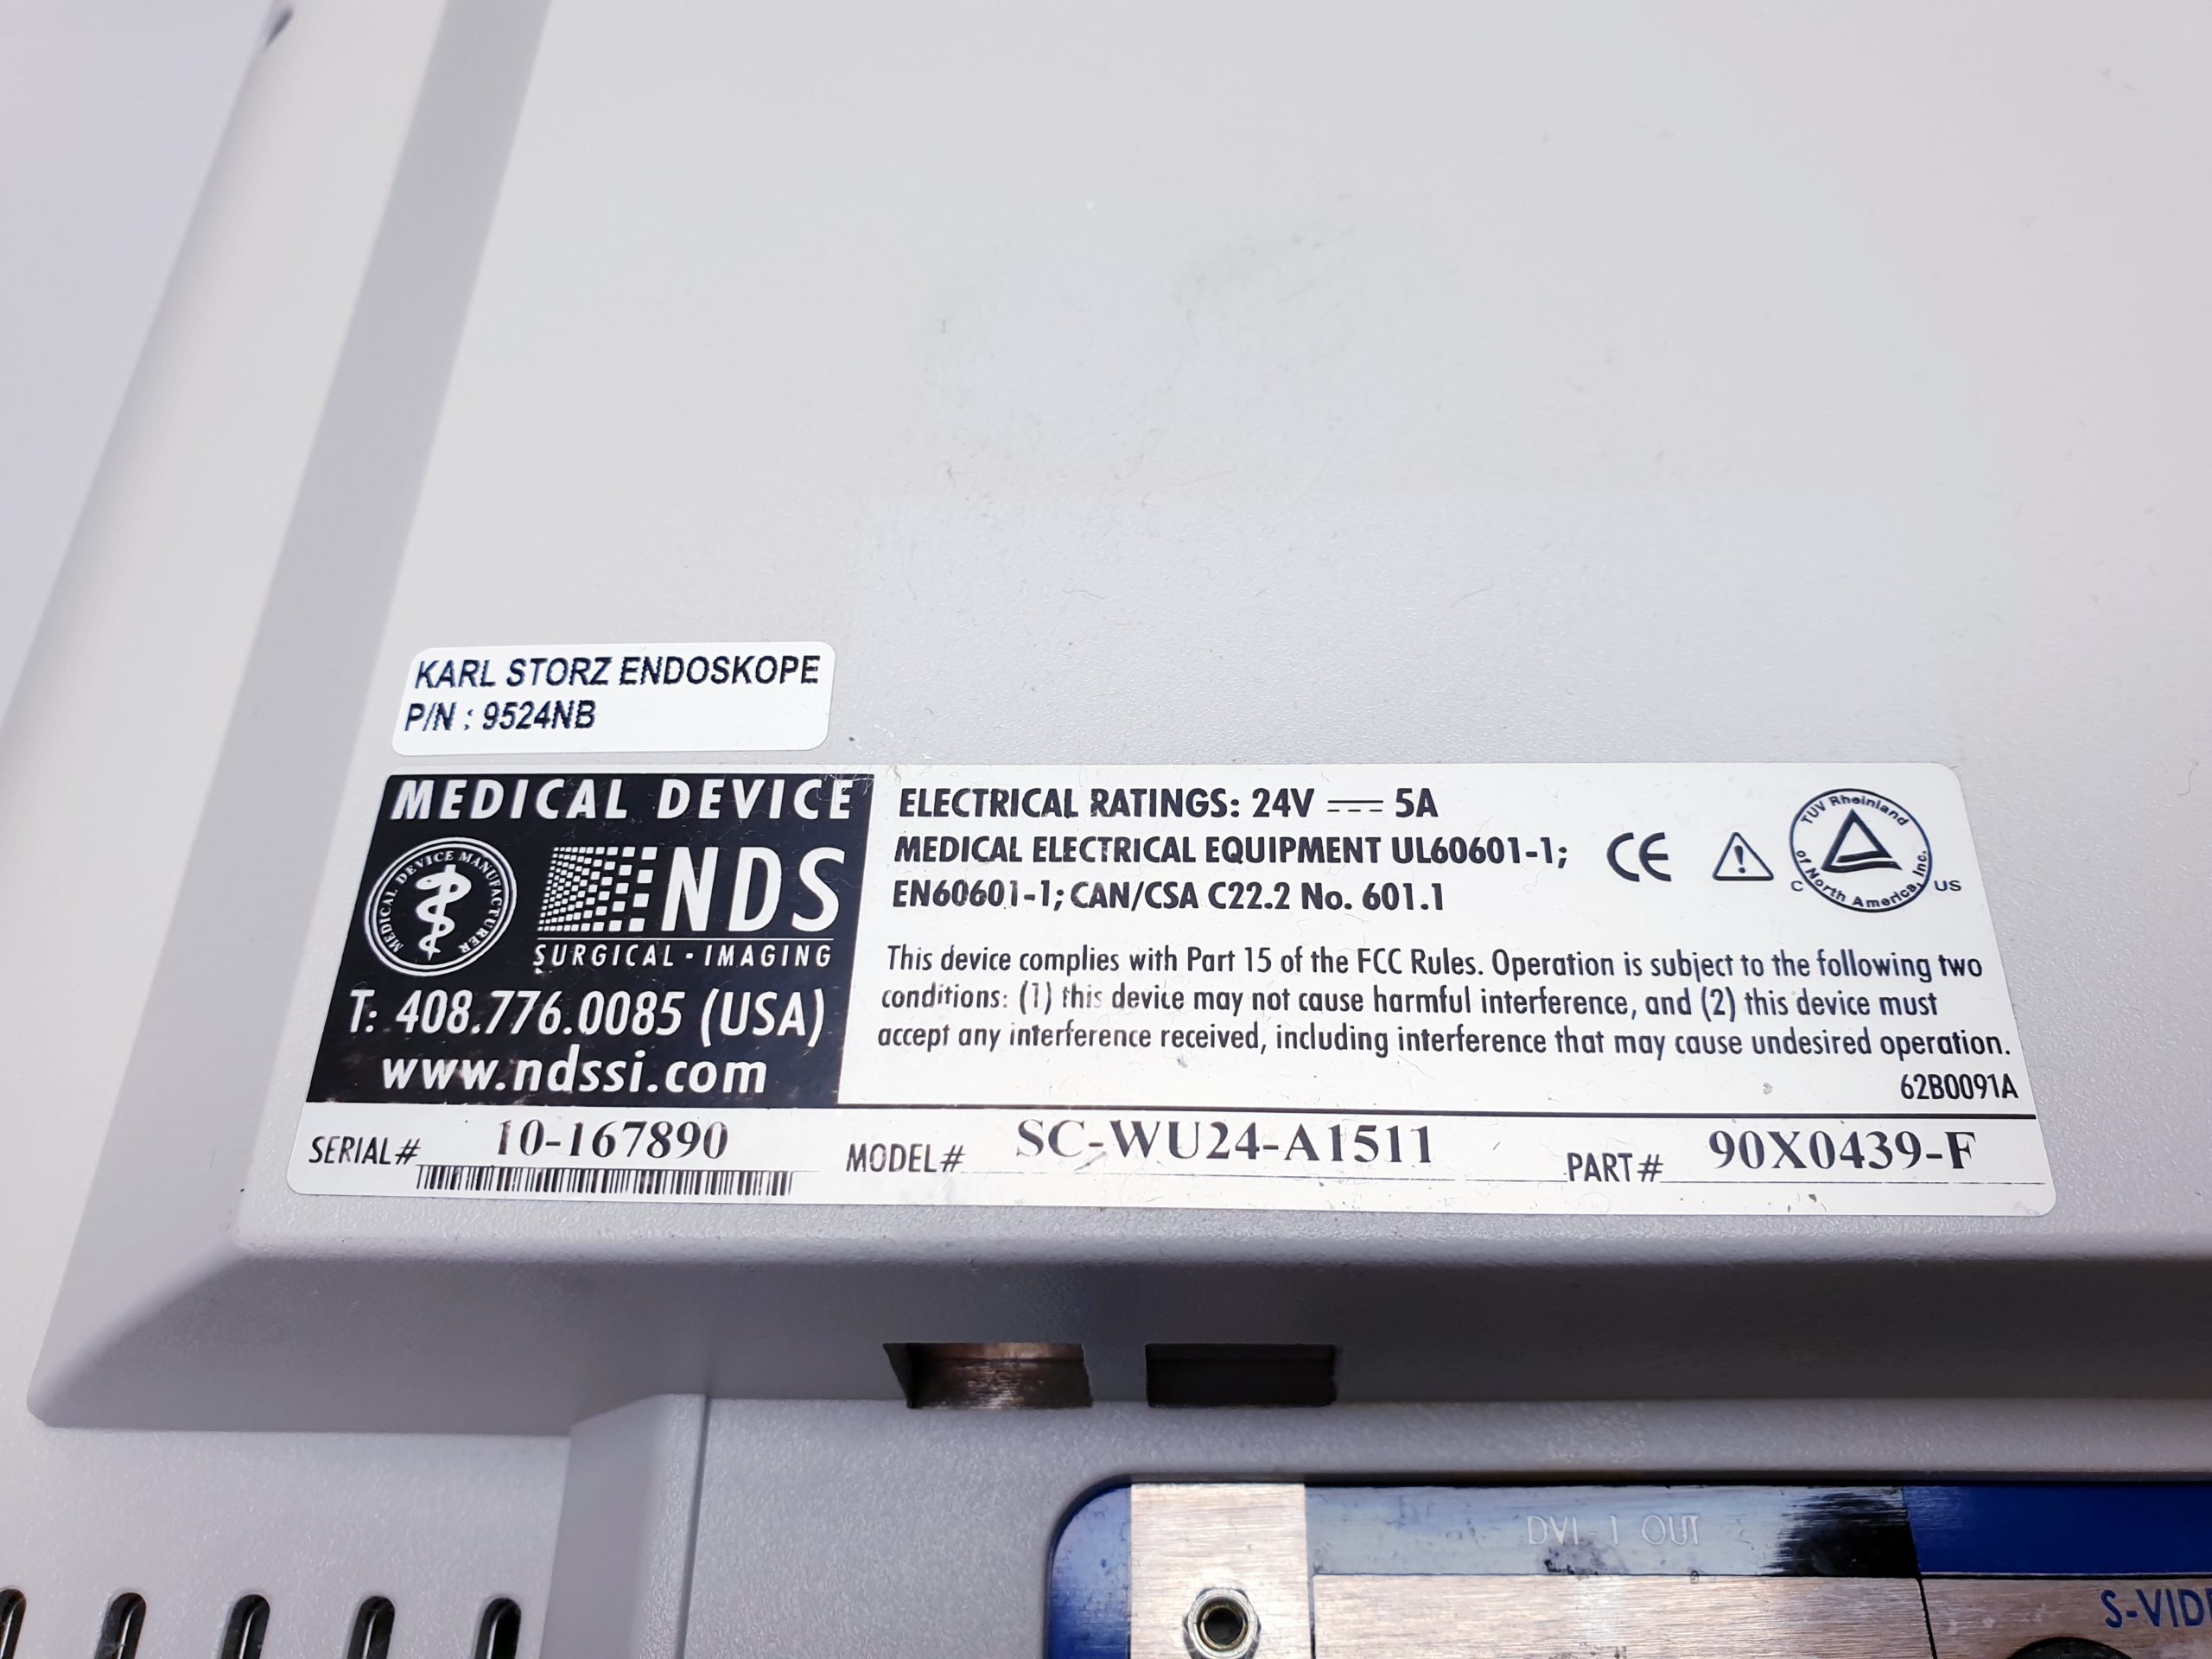 KARL STORZ ENDOSKOPE
P/N : 9524NB
MEDICAL DEVICE
MEDICAL DEVICE MANUFACTURER
NDS
SURGICAL - IMAGING
T: 408.776.0085 (USA)
www.ndssi.com
ELECTRICAL RATINGS: 24V 5A
MEDICAL ELECTRICAL EQUIPMENT UL60601-1;
EN60601-1; CAN/CSA C22.2 No. 601.1
CE
TUV Rheinland
of North America, Inc.
C US
This device complies with Part 15 of the FCC Rules. Operation is subject to the following two
conditions: (1) this device may not cause harmful interference, and (2) this device must
accept any interference received, including interference that may cause undesired operation.
62B0091A
SERIAL# 10-167890 MODEL# SC-WU24-A1511 PART# 90X0439-F
DVI-1 OUT